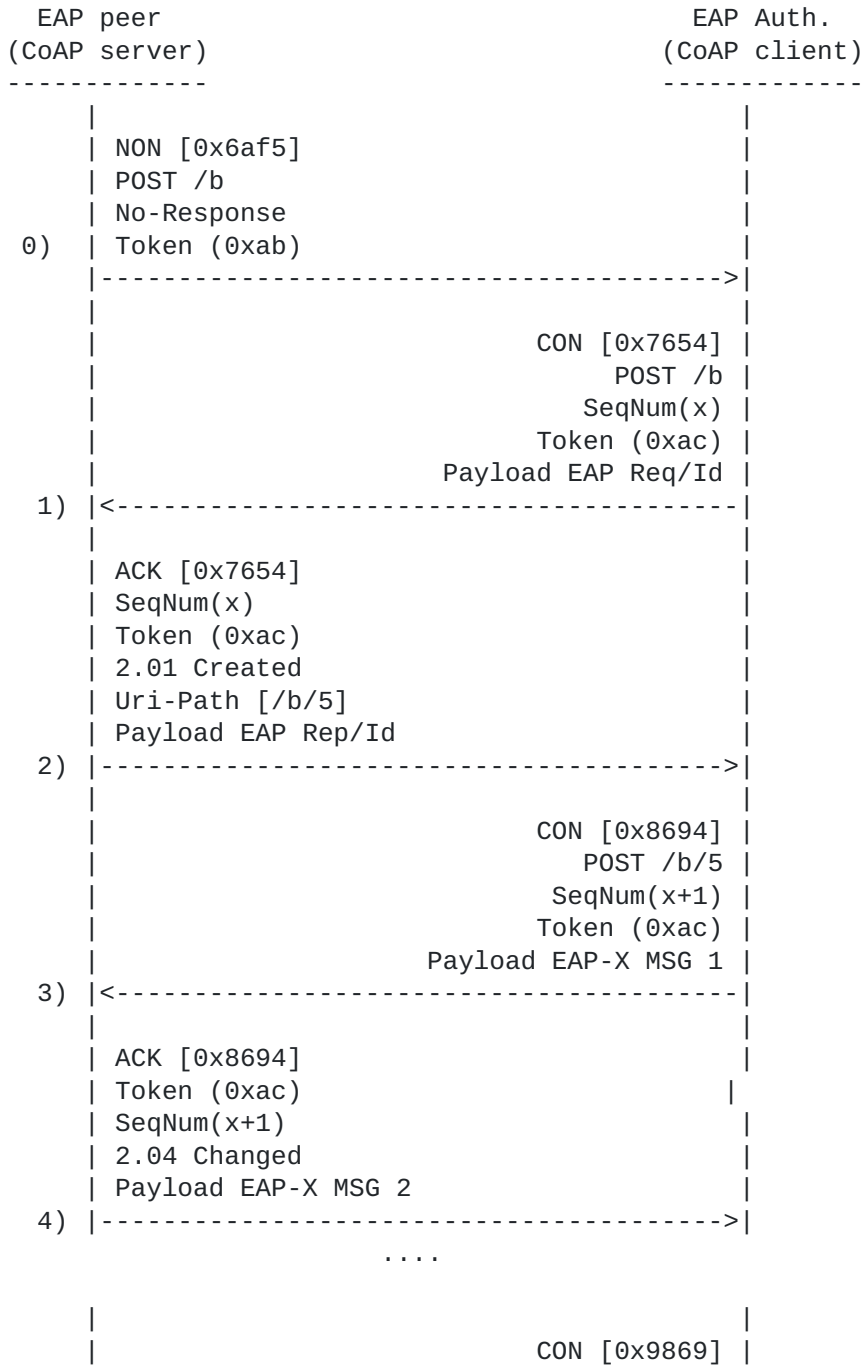 EAP peer                                  EAP Auth.
(CoAP server)                             (CoAP client)
-------------                             -------------
     |                                         |
     | NON [0x6af5]                            |
     | POST /b                                 |
     | No-Response                             |
 0)  | Token (0xab)                            |
     |---------------------------------------->|
     |                                         |
     |                            CON [0x7654] |
     |                                 POST /b |
     |                               SeqNum(x) |
     |                            Token (0xac) |
     |                      Payload EAP Req/Id |
  1) |<----------------------------------------|
     |                                         |
     | ACK [0x7654]                            |
     | SeqNum(x)                               |
     | Token (0xac)                            |
     | 2.01 Created                            |
     | Uri-Path [/b/5]                         |
     | Payload EAP Rep/Id                      |
  2) |---------------------------------------->|
     |                                         |
     |                            CON [0x8694] |
     |                               POST /b/5 |
     |                             SeqNum(x+1) |
     |                            Token (0xac) |
     |                     Payload EAP-X MSG 1 |
  3) |<----------------------------------------|
     |                                         |
     | ACK [0x8694]                            |
     | Token (0xac)                           |
     | SeqNum(x+1)                             |
     | 2.04 Changed                            |
     | Payload EAP-X MSG 2                     |
  4) |---------------------------------------->|
                        ....
     |                                         |
     |                            CON [0x9869] |